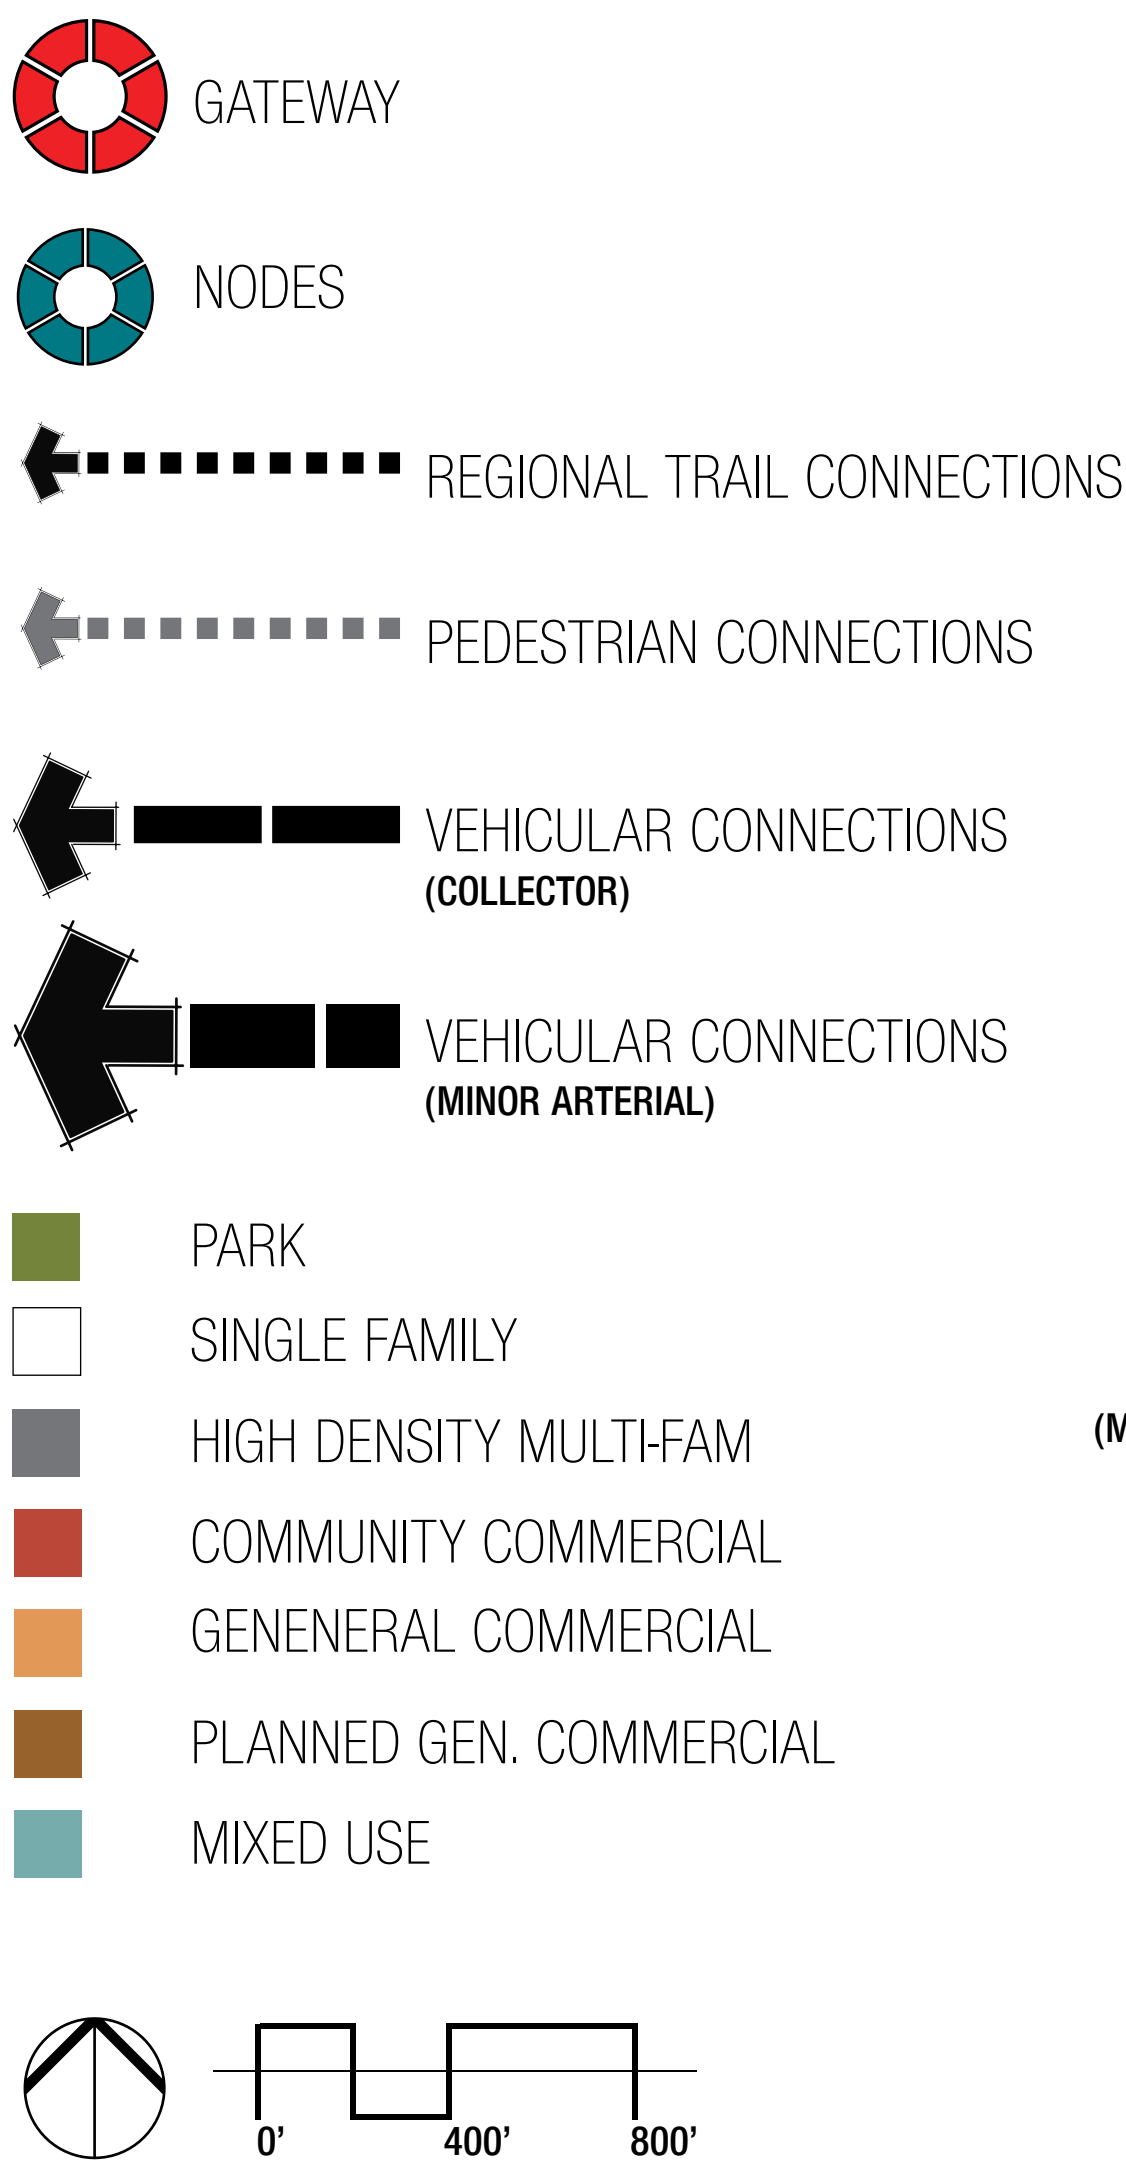 GATEWAY
NODES
REGIONAL TRAIL CONNECTIONS
PEDESTRIAN CONNECTIONS
VEHICULAR CONNECTIONS
(COLLECTOR)
VEHICULAR CONNECTIONS
(MINOR ARTERIAL)
PARK
SINGLE FAMILY
HIGH DENSITY MULTI-FAM
(M
COMMUNITY COMMERCIAL
GENENERAL COMMERCIAL
PLANNED GEN. COMMERCIAL
MIXED USE
0’ 400’ 800’